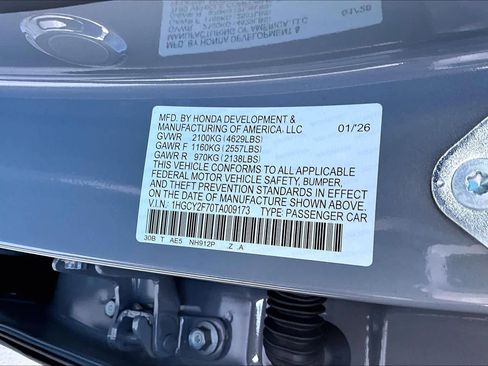 MFD. BY HONDA DEVELOPMENT &
MANUFACTURING OF AMERICA, LLC 01/'26
GVWR 2100KG (4629LBS)
GAWR F 1160KG (2557LBS)
GAWR R 970KG (2138LBS)
THIS VEHICLE CONFORMS TO ALL APPLICABLE
FEDERAL MOTOR VEHICLE SAFETY, BUMPER,
AND THEFT PREVENTION STANDARDS IN EFFECT
ON THE DATE OF MANUFACTURE SHOWN ABOVE.
V.I.N.: 1HGCY2F70TA009173 TYPE: PASSENGER CAR
30B T AE5 NH912P .Z .A